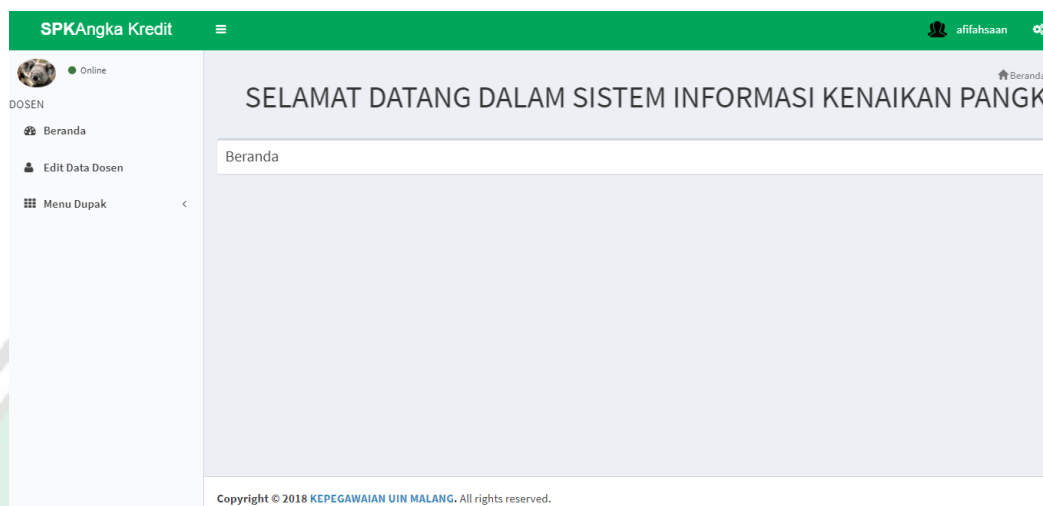 SPKAngka Kredit
afifahsaan
Online
DOSEN
Beranda
Edit Data Dosen
Menu Dupak
Beranda
SELAMAT DATANG DALAM SISTEM INFORMASI KENAIKAN PANGK
Beranda
Copyright © 2018 KEPEGAWAIAN UIN MALANG. All rights reserved.